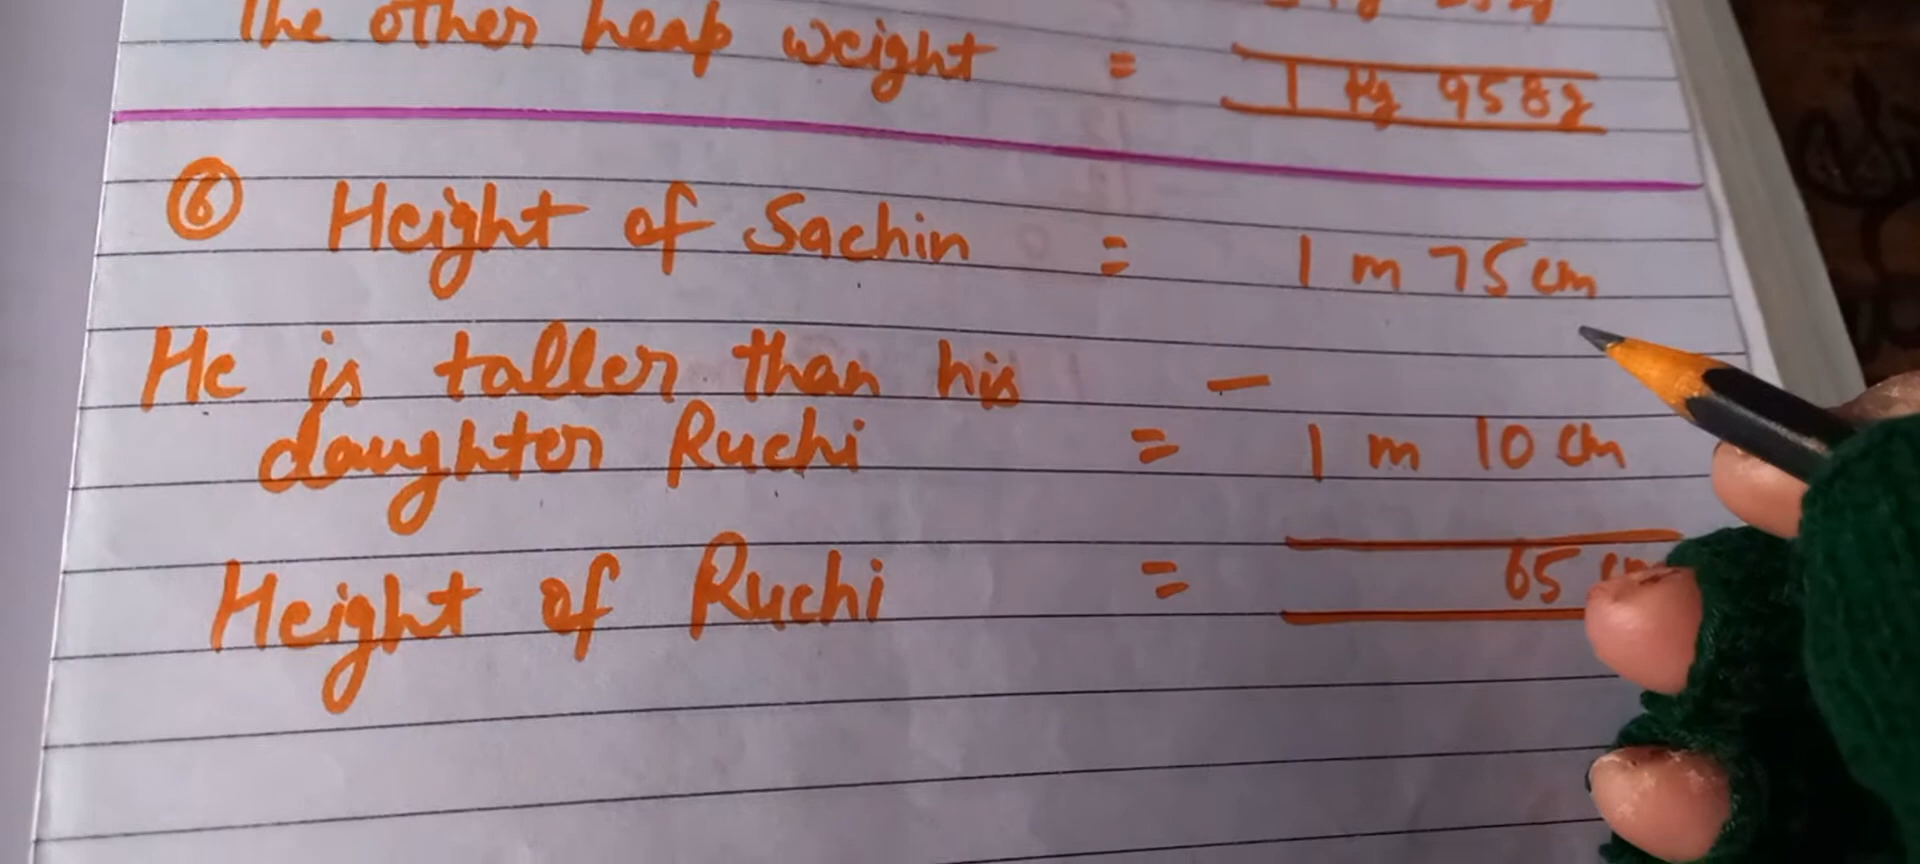 The other heap weight = 1 Kg 958g
⑥ Height of Sachin = 1 m 75 cm
He is taller than his –
daughter Ruchi = 1 m 10 cm
Height of Ruchi = 65